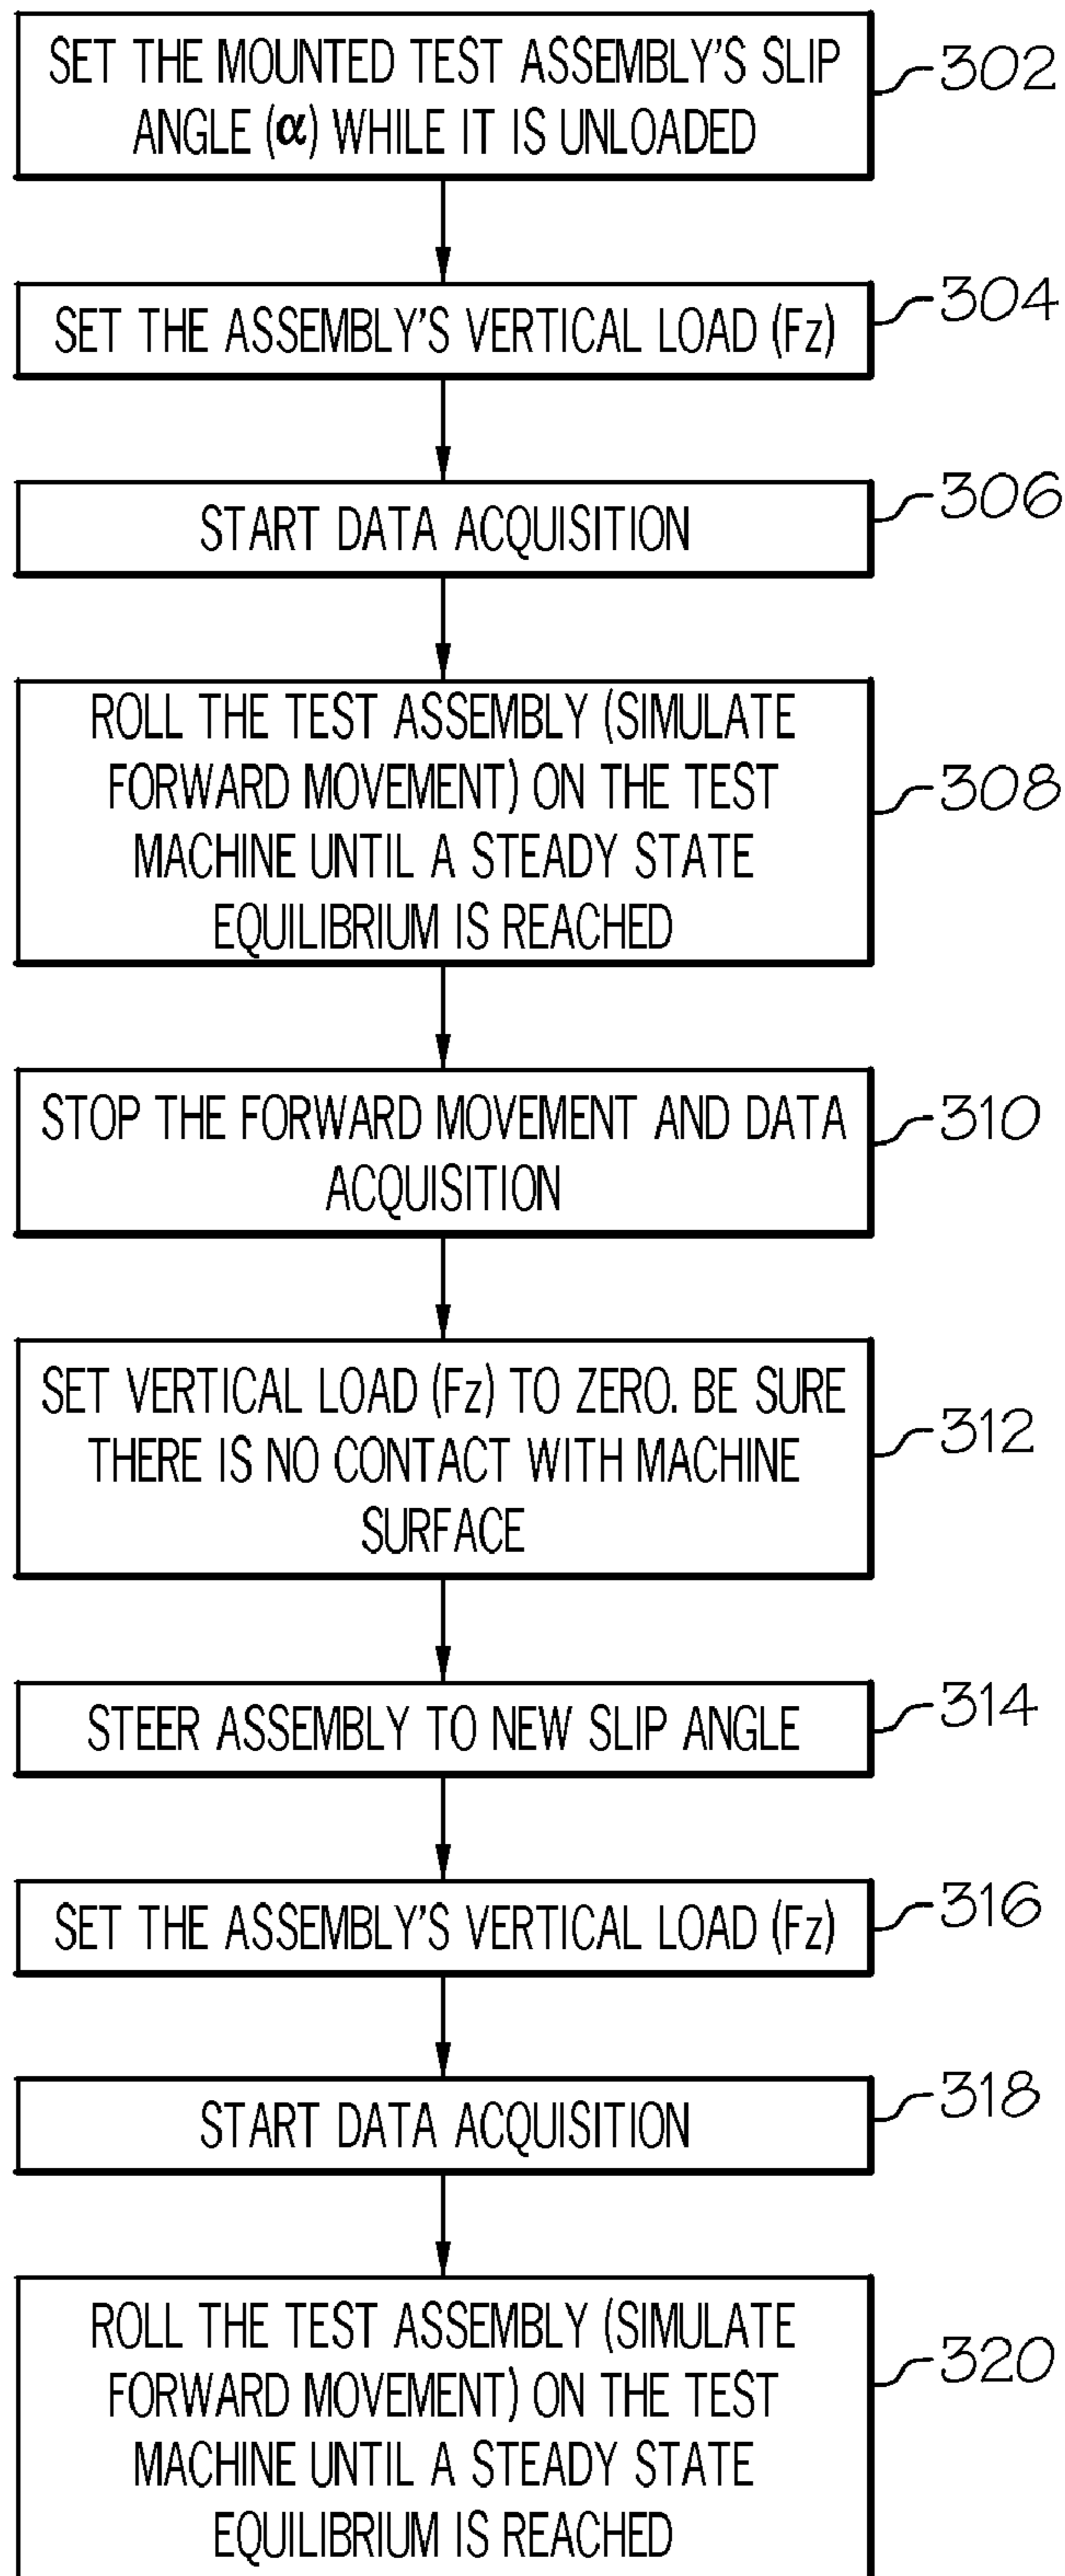 SET THE MOUNTED TEST ASSEMBLY'S SLIP
ANGLE (α) WHILE IT IS UNLOADED
302
SET THE ASSEMBLY'S VERTICAL LOAD (Fz)
304
START DATA ACQUISITION
306
ROLL THE TEST ASSEMBLY (SIMULATE
FORWARD MOVEMENT) ON THE TEST
MACHINE UNTIL A STEADY STATE
EQUILIBRIUM IS REACHED
308
STOP THE FORWARD MOVEMENT AND DATA
ACQUISITION
310
SET VERTICAL LOAD (Fz) TO ZERO. BE SURE
THERE IS NO CONTACT WITH MACHINE
SURFACE
312
STEER ASSEMBLY TO NEW SLIP ANGLE
314
SET THE ASSEMBLY'S VERTICAL LOAD (Fz)
316
START DATA ACQUISITION
318
ROLL THE TEST ASSEMBLY (SIMULATE
FORWARD MOVEMENT) ON THE TEST
MACHINE UNTIL A STEADY STATE
EQUILIBRIUM IS REACHED
320